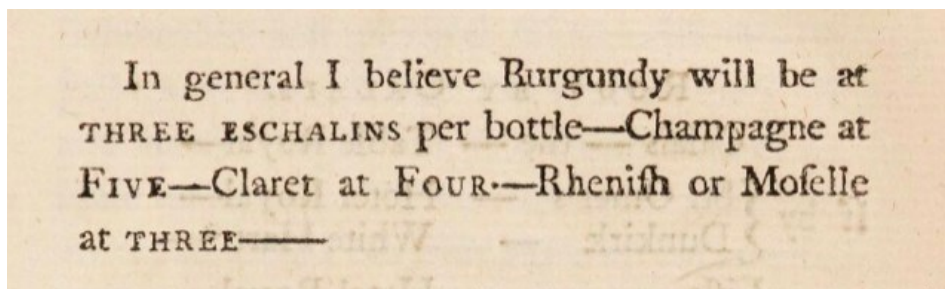 In general I believe Burgundy will be at
THREE ESCHALINS per bottle—Champagne at
FIVE—Claret at FOUR·—Rheniſh or Moſelle
at THREE——